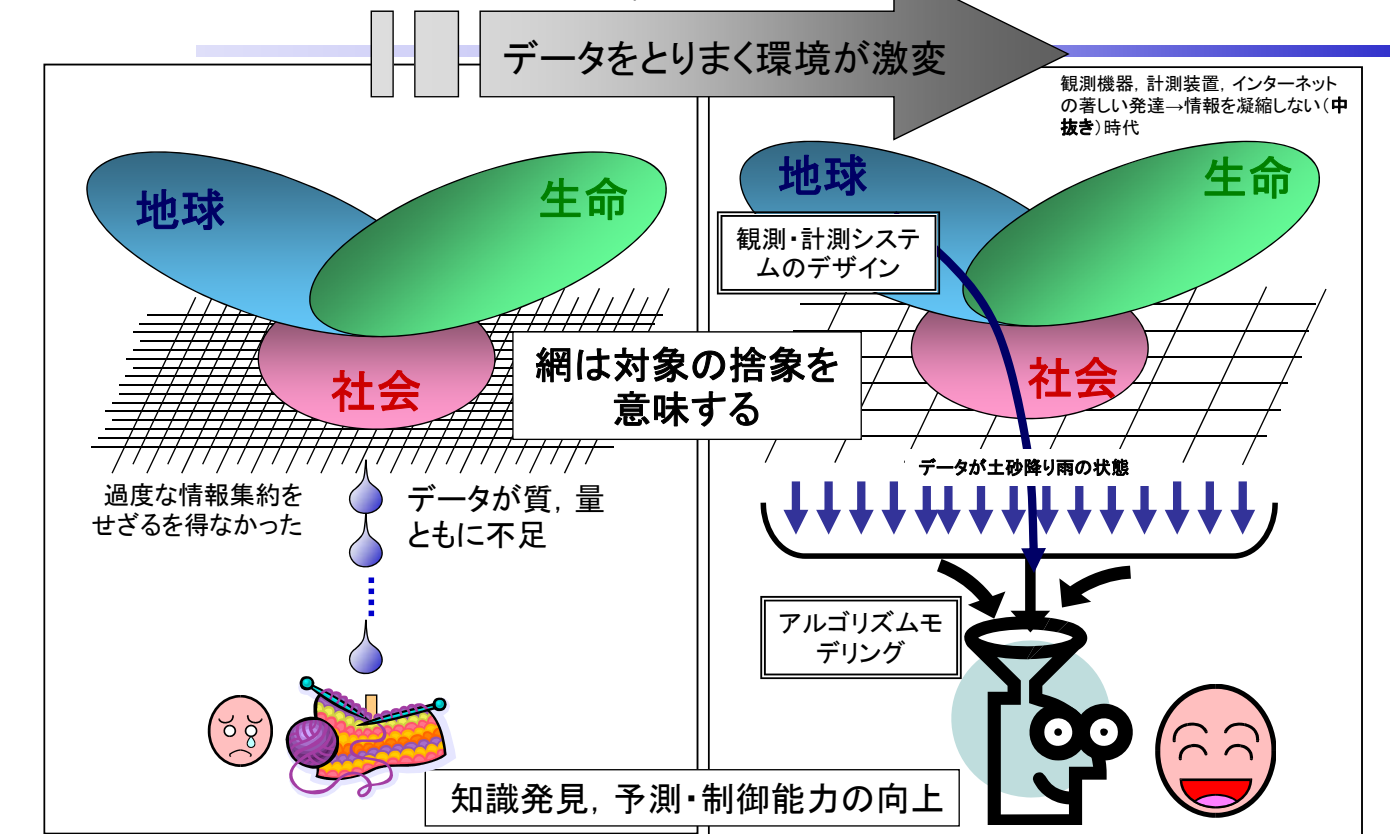 データをとりまく環境が激変
観測機器，計測装置，インターネット
の著しい発達→情報を凝縮しない（中
抜き）時代
地球
生命
社会
地球
生命
観測・計測システ
ムのデザイン
社会
網は対象の捨象を
意味する
過度な情報集約を
せざるを得なかった
データが質，量
ともに不足
データが土砂降り雨の状態
アルゴリズムモ
デリング
知識発見，予測・制御能力の向上